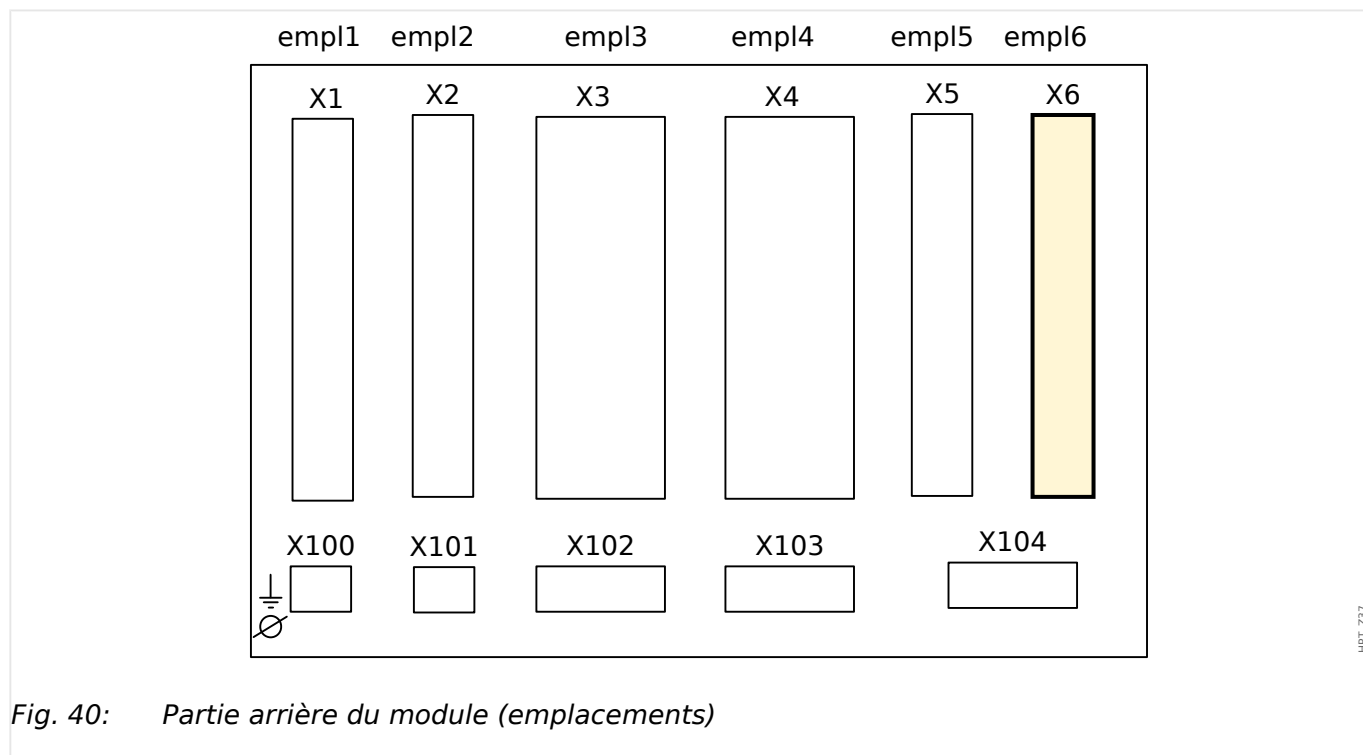 empl1 empl2 empl3 empl4 empl5 empl6
X1 X2 X3 X4 X5 X6
X100 X101 X102 X103 X104
Fig. 40: Partie arrière du module (emplacements)